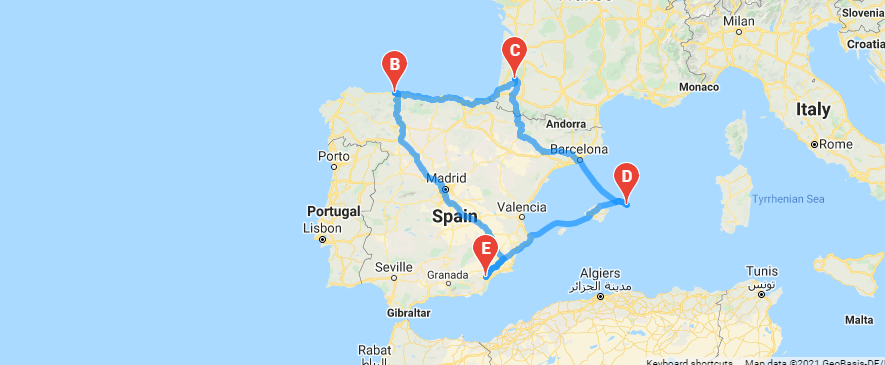 France
Milan
Slovenia
Croatia
B
C
Monaco
Italy
Andorra
Porto
Barcelona
Rome
Madrid
D
Tyrrhenian Sea
Portugal
Spain
Valencia
Lisbon
E
Seville
Granada
Algiers
مدينة الجزائر
Tunis
تونس
Gibraltar
Malta
Rabat
الرباط
Keyboard shortcuts
Map data ©2021 GeoBasis-DE/